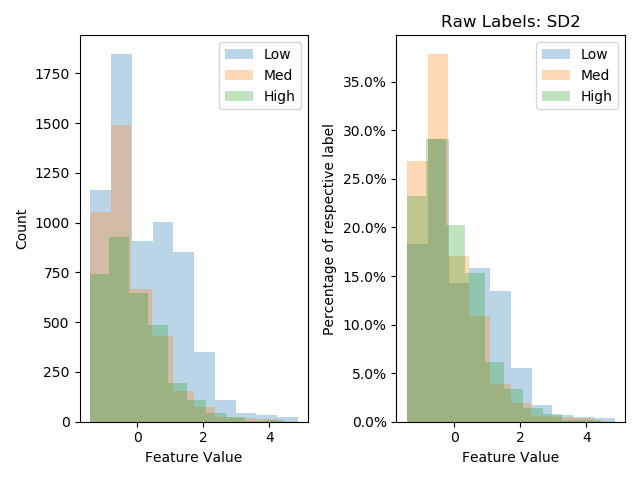 Raw Labels: SD2
Count
1750
1500
1250
1000
750
500
250
0
0 2 4
Feature Value
Low
Med
High
Percentage of respective label
35.0%
30.0%
25.0%
20.0%
15.0%
10.0%
5.0%
0.0%
0 2 4
Feature Value
Low
Med
High